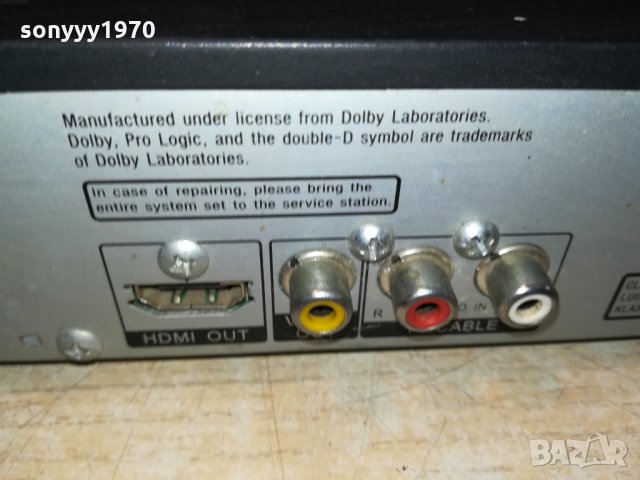 sonyyy1970
Manufactured under license from Dolby Laboratories.
Dolby, Pro Logic, and the double-D symbol are trademarks
of Dolby Laboratories.
In case of repairing, please bring the
entire system set to the service station.
HDMI OUT
R
IN
CABLE
BAZAR